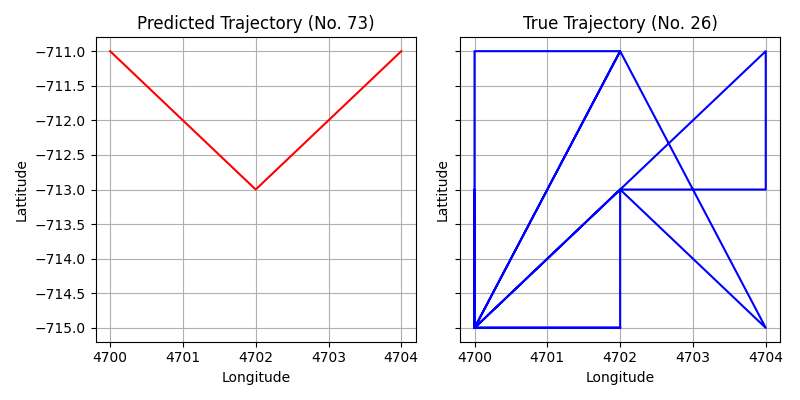 Predicted Trajectory (No. 73)
True Trajectory (No. 26)
−711.0
−711.5
−712.0
−712.5
−713.0
−713.5
−714.0
−714.5
−715.0
Lattitude
Lattitude
4700 4701 4702 4703 4704
4700 4701 4702 4703 4704
Longitude
Longitude